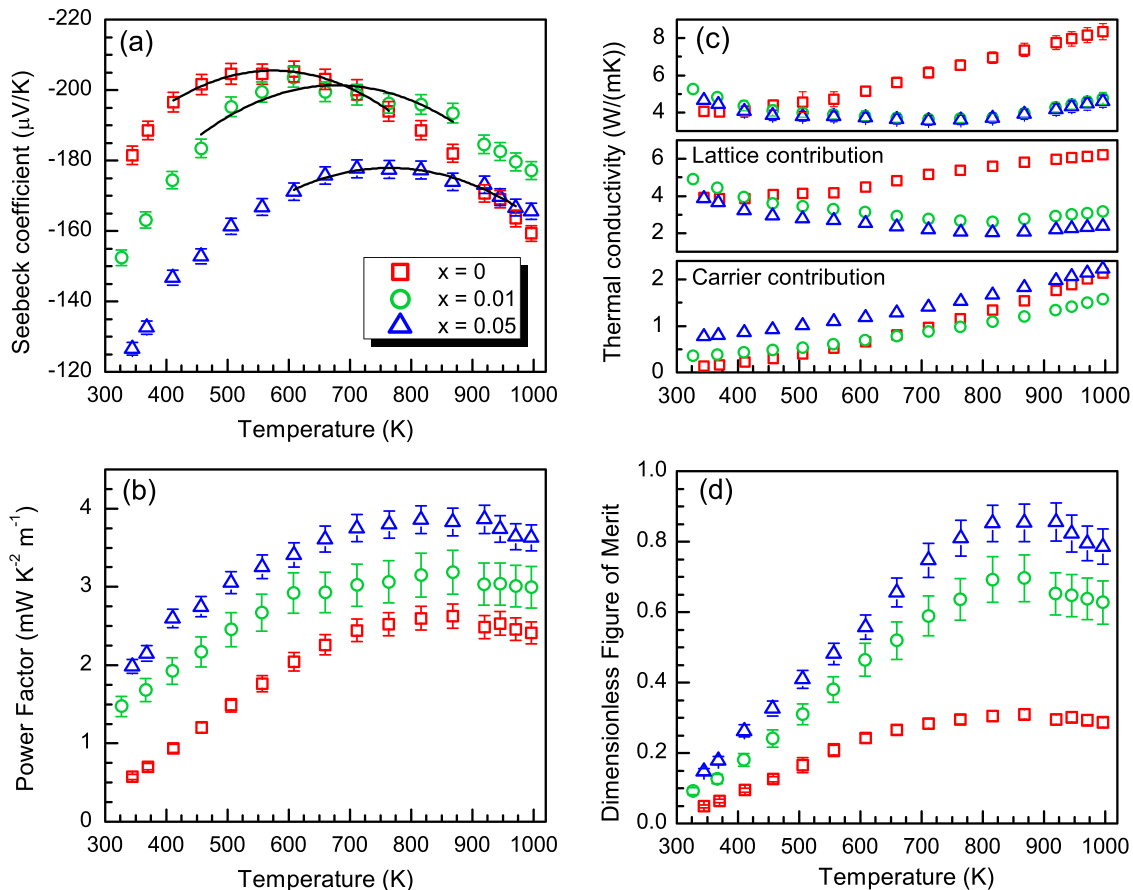 (a)
Seebeck coefficient (μV/K)
-220
-200
-180
-160
-140
-120
x = 0
x = 0.01
x = 0.05
300 400 500 600 700 800 900 1000
Temperature (K)
(c)
Thermal conductivity (W/(mK))
8
6
4
Lattice contribution
6
4
2
Carrier contribution
2
1
0
300 400 500 600 700 800 900 1000
Temperature (K)
(b)
Power Factor (mW K⁻² m⁻¹)
4
3
2
1
0
300 400 500 600 700 800 900 1000
Temperature (K)
(d)
Dimensionless Figure of Merit
1.0
0.8
0.6
0.4
0.2
0.0
300 400 500 600 700 800 900 1000
Temperature (K)